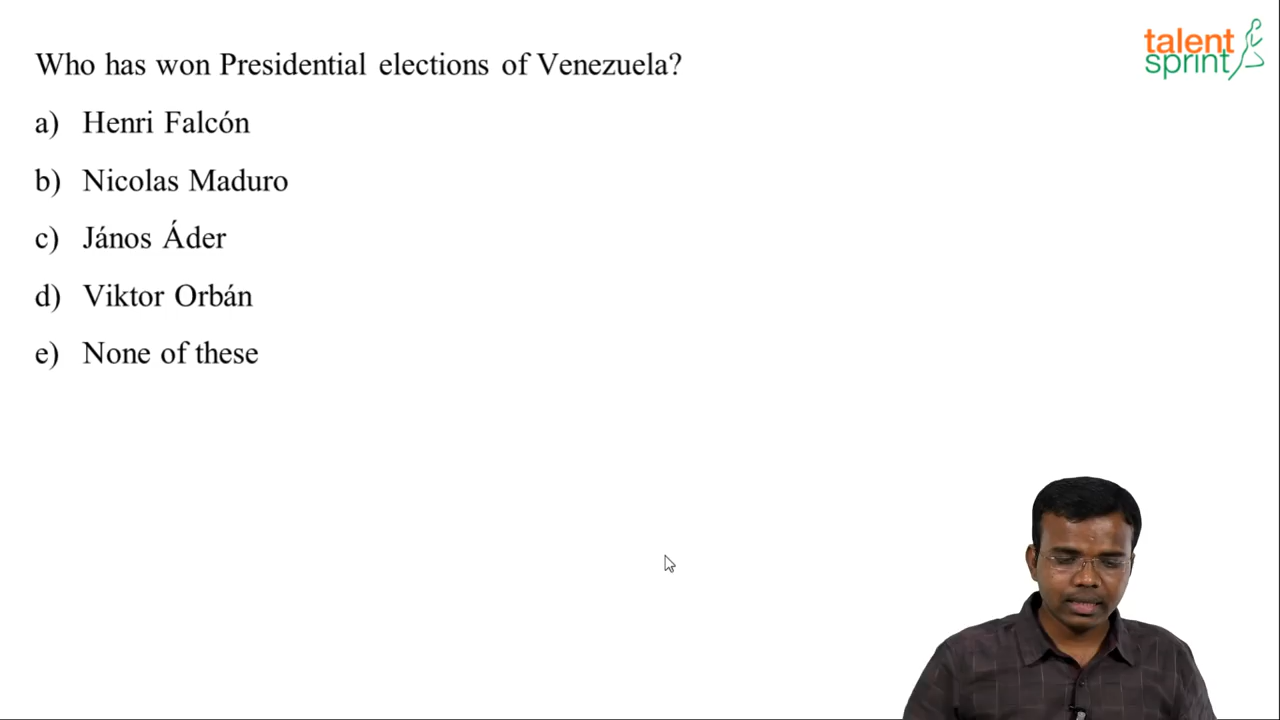 talent
sprint
Who has won Presidential elections of Venezuela?
a) Henri Falcón
b) Nicolas Maduro
c) János Áder
d) Viktor Orbán
e) None of these